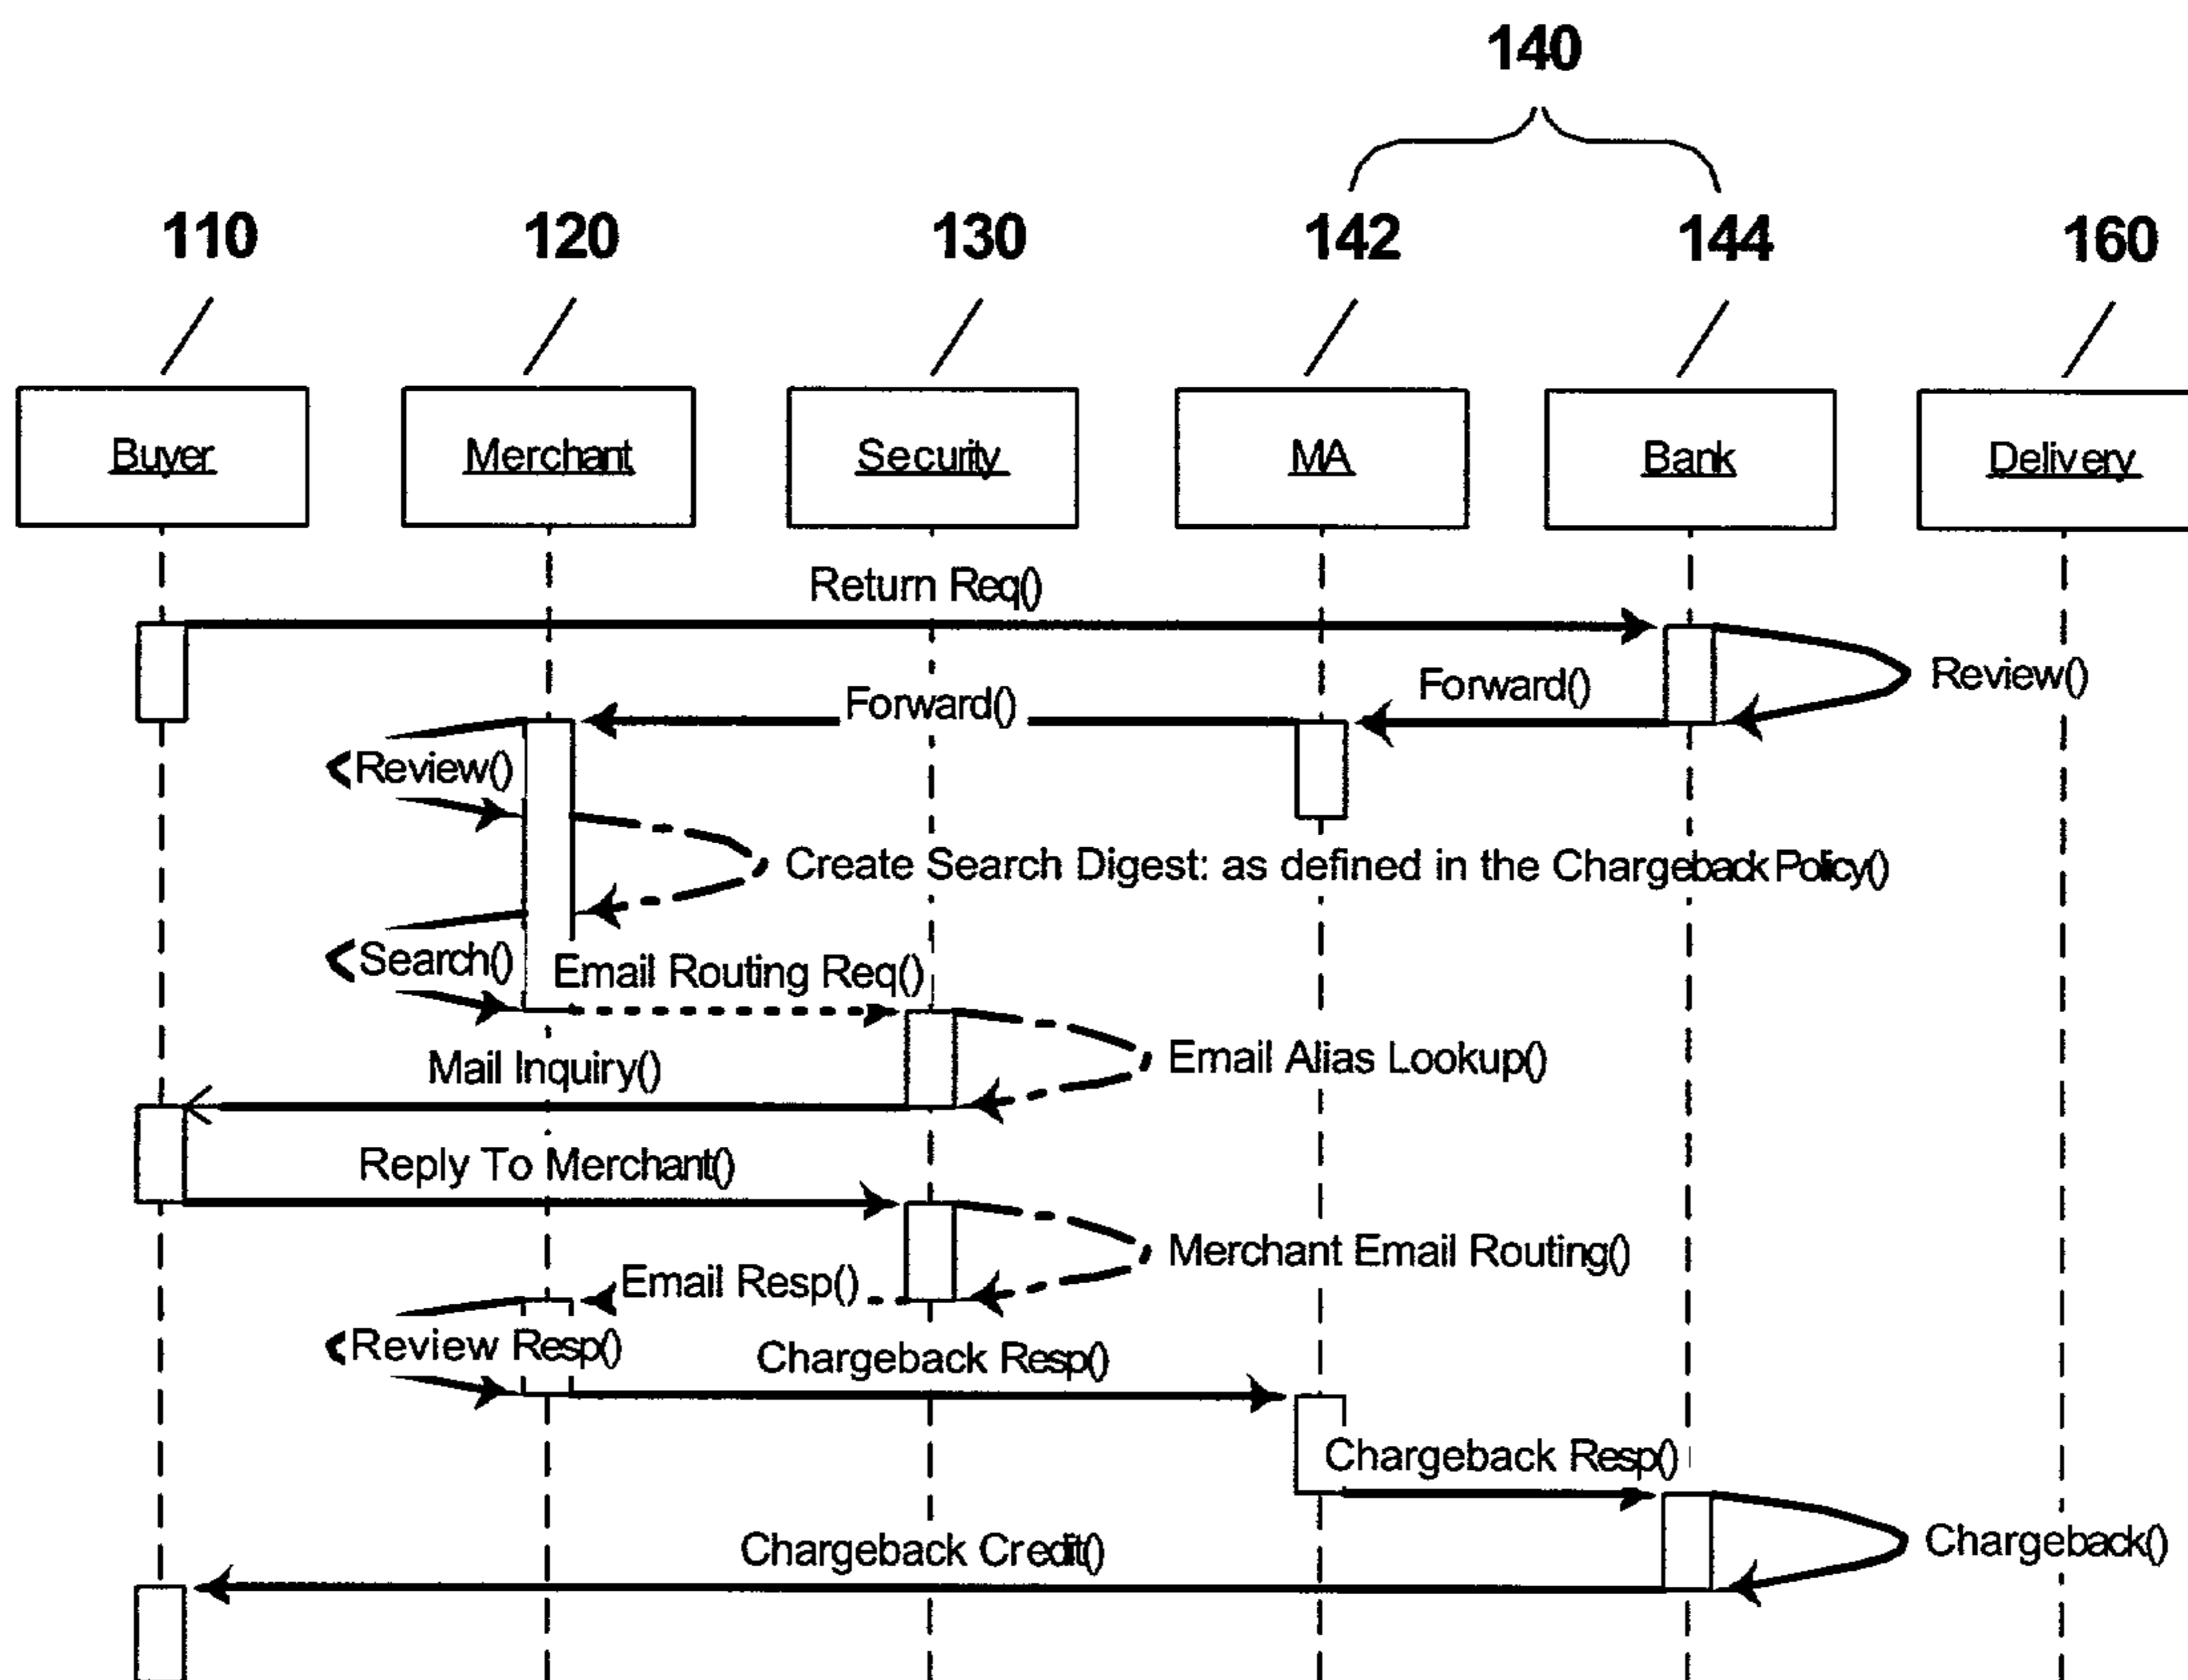 140
110 120 130 142 144 160
Buyer Merchant Security MA Bank Delivery
Return Req()
Review()
Forward()
Forward()
Review()
Create Search Digest: as defined in the Chargeback Policy()
Search()
Email Routing Req()
Email Alias Lookup()
Mail Inquiry()
Reply To Merchant()
Merchant Email Routing()
Email Resp()
Review Resp()
Chargeback Resp()
Chargeback Resp()
Chargeback()
Chargeback Credit()